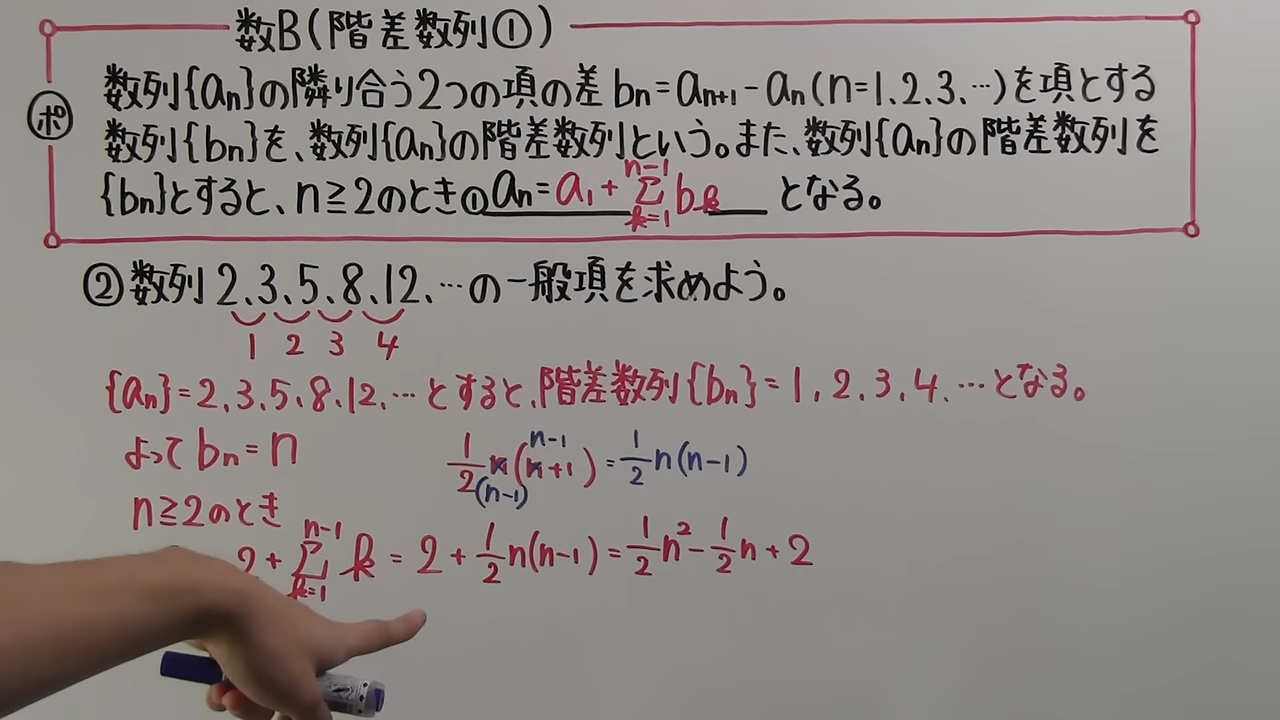 数B(階差数列①)
ポ 数列{an}の隣り合う2つの項の差 bn=an+1-an(n=1、2、3、…)を項とする
数列{bn}を、数列{an}の階差数列という。また、数列{an}の階差数列を
{bn}とすると、n≧2のとき① an=a1+Σ[k=1, n-1]bk となる。
②数列 2、3、5、8、12、…の一般項を求めよう。
1 2 3 4
{an}=2、3、5、8、12、…とすると、階差数列{bn}=1、2、3、4、…となる。
よって bn=n
n-1
1/2 n(n+1)=1/2 n(n-1)
(n-1)
n≧2のとき
2+Σ[k=1, n-1]k=2+1/2 n(n-1)=1/2 n²-1/2 n+2